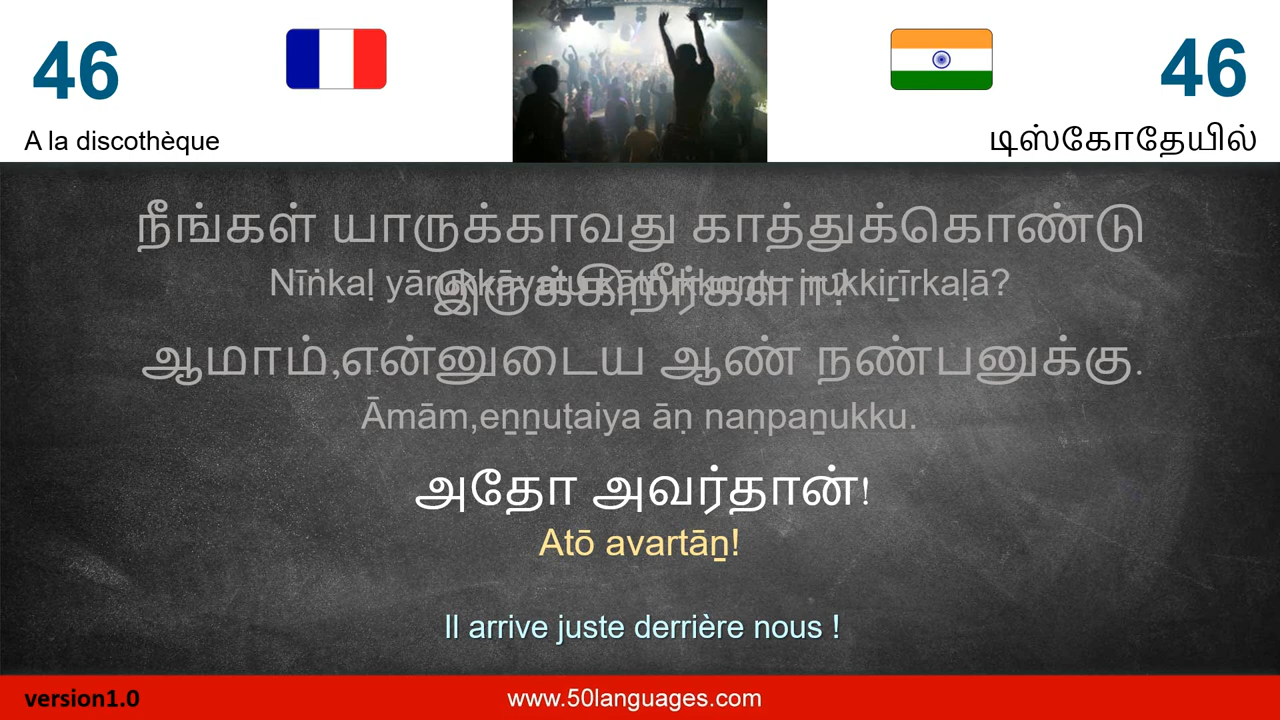 46
46
A la discothèque
டிஸ்கோதேயில்
நீங்கள் யாருக்காவது காத்துக்கொண்டு
இருக்கிறீர்களா? -
Nīṅkaḷ yārukkāvatu kāttukkoṇṭu irukkiṟīrkaḷā?
ஆமாம்,என்னுடைய ஆண் நண்பனுக்கு.
Āmām,eṉṉuṭaiya āṇ naṇpaṉukku.
அதோ அவர்தான்!
Atō avartāṉ!
Il arrive juste derrière nous !
version1.0
www.50languages.com